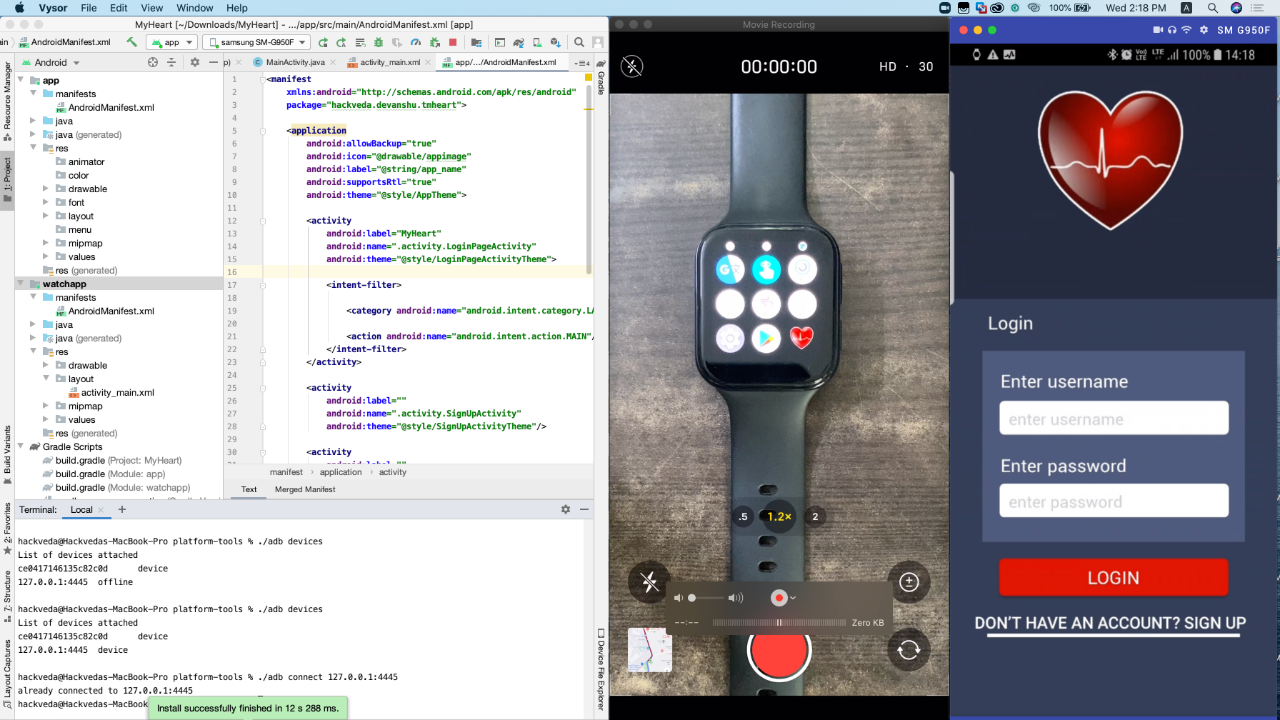 Vysor File Edit View Window Help
100% Wed 2:18 PM A
MyHeart [~/Downloads/MyHeart] - app/src/main/AndroidManifest.xml [app]
in AndroidManifest.xml app samsung SM-G950F
Android MainActivity.java activity_main.xml app/.../AndroidManifest.xml
Resource Manager
1: Project
Build Variants
2: Favorites
Z: Structure
Layout Captures
app
manifests
AndroidManifest.xml
java
java (generated)
res
animator
color
drawable
font
layout
menu
mipmap
values
res (generated)
watchapp
manifests
AndroidManifest.xml
java
java (generated)
res
drawable
layout
activity_main.xml
mipmap
values
res (generated)
Gradle Scripts
build.gradle (Project: MyHeart)
build.gradle (Module: app)
build.gradle (Module: watchapp)
1 <manifest
2 xmlns:android="http://schemas.android.com/apk/res/android"
3 package="hackveda.devanshu.tmheart">
4
5 <application
6 android:allowBackup="true"
7 android:icon="@drawable/appimage"
8 android:label="@string/app_name"
9 android:supportsRtl="true"
10 android:theme="@style/AppTheme">
11
12 <activity
13 android:label="MyHeart"
14 android:name=".activity.LoginPageActivity"
15 android:theme="@style/LoginPageActivityTheme">
16
17 <intent-filter>
18
19 <category android:name="android.intent.category.LA
20
21 <action android:name="android.intent.action.MAIN"/
22 </intent-filter>
23 </activity>
24
25 <activity
26 android:label=""
27 android:name=".activity.SignUpActivity"
28 android:theme="@style/SignUpActivityTheme"/>
29
30 <activity
android:label=""
manifest › application › activity
Text Merged Manifest
Gradle
Device File Explorer
Terminal: Local × +
hackveda@Hackvedas-MacBook-Pro platform-tools % ./adb devices
List of devices attached
ce0417146135c82c0d device
127.0.0.1:4445 offline
hackveda@Hackvedas-MacBook-Pro platform-tools % ./adb devices
List of devices attached
ce0417146135c82c0d device
127.0.0.1:4445 device
hackveda@Hackvedas-MacBook-Pro platform-tools % ./adb connect 127.0.0.1:4445
already connected to 127.0.0.1:4445
hackveda@Hackvedas-MacBook
Install successfully finished in 12 s 288 ms.
Movie Recording
00:00:00
HD · 30
G
.5 1.2× 2
--:-- Zero KB
SM G950F
LTE 100% 14:18
Login
Enter username
enter username
Enter password
enter password
LOGIN
DON'T HAVE AN ACCOUNT? SIGN UP